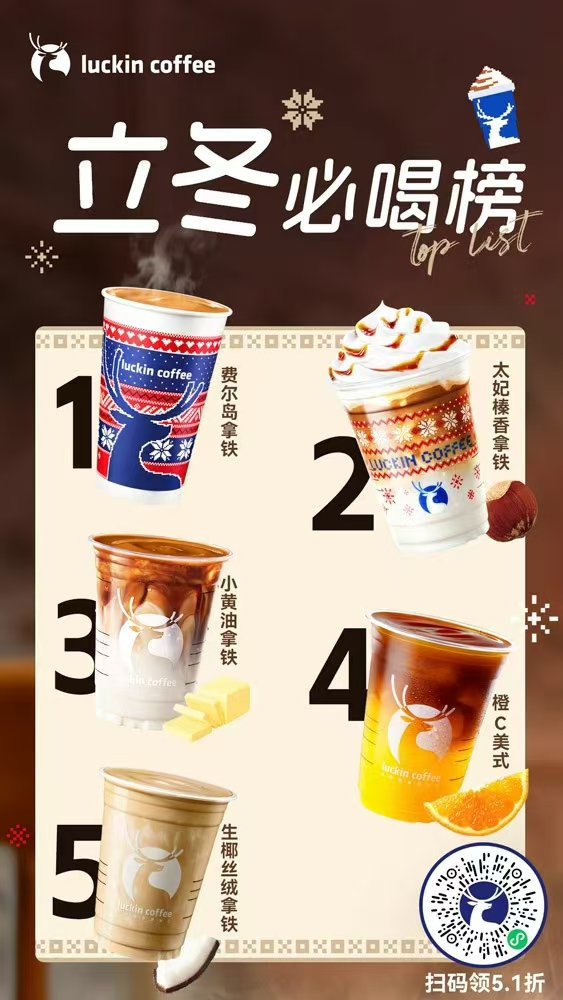 luckin coffee
立冬必喝榜
top list
1
luckin coffee
费尔岛拿铁
2
LUCKIN COFFEE
太妃榛香拿铁
3
luckin coffee
小黄油拿铁
4
luckin coffee
橙C美式
5
luckin coffee
生椰丝绒拿铁
扫码领5.1折